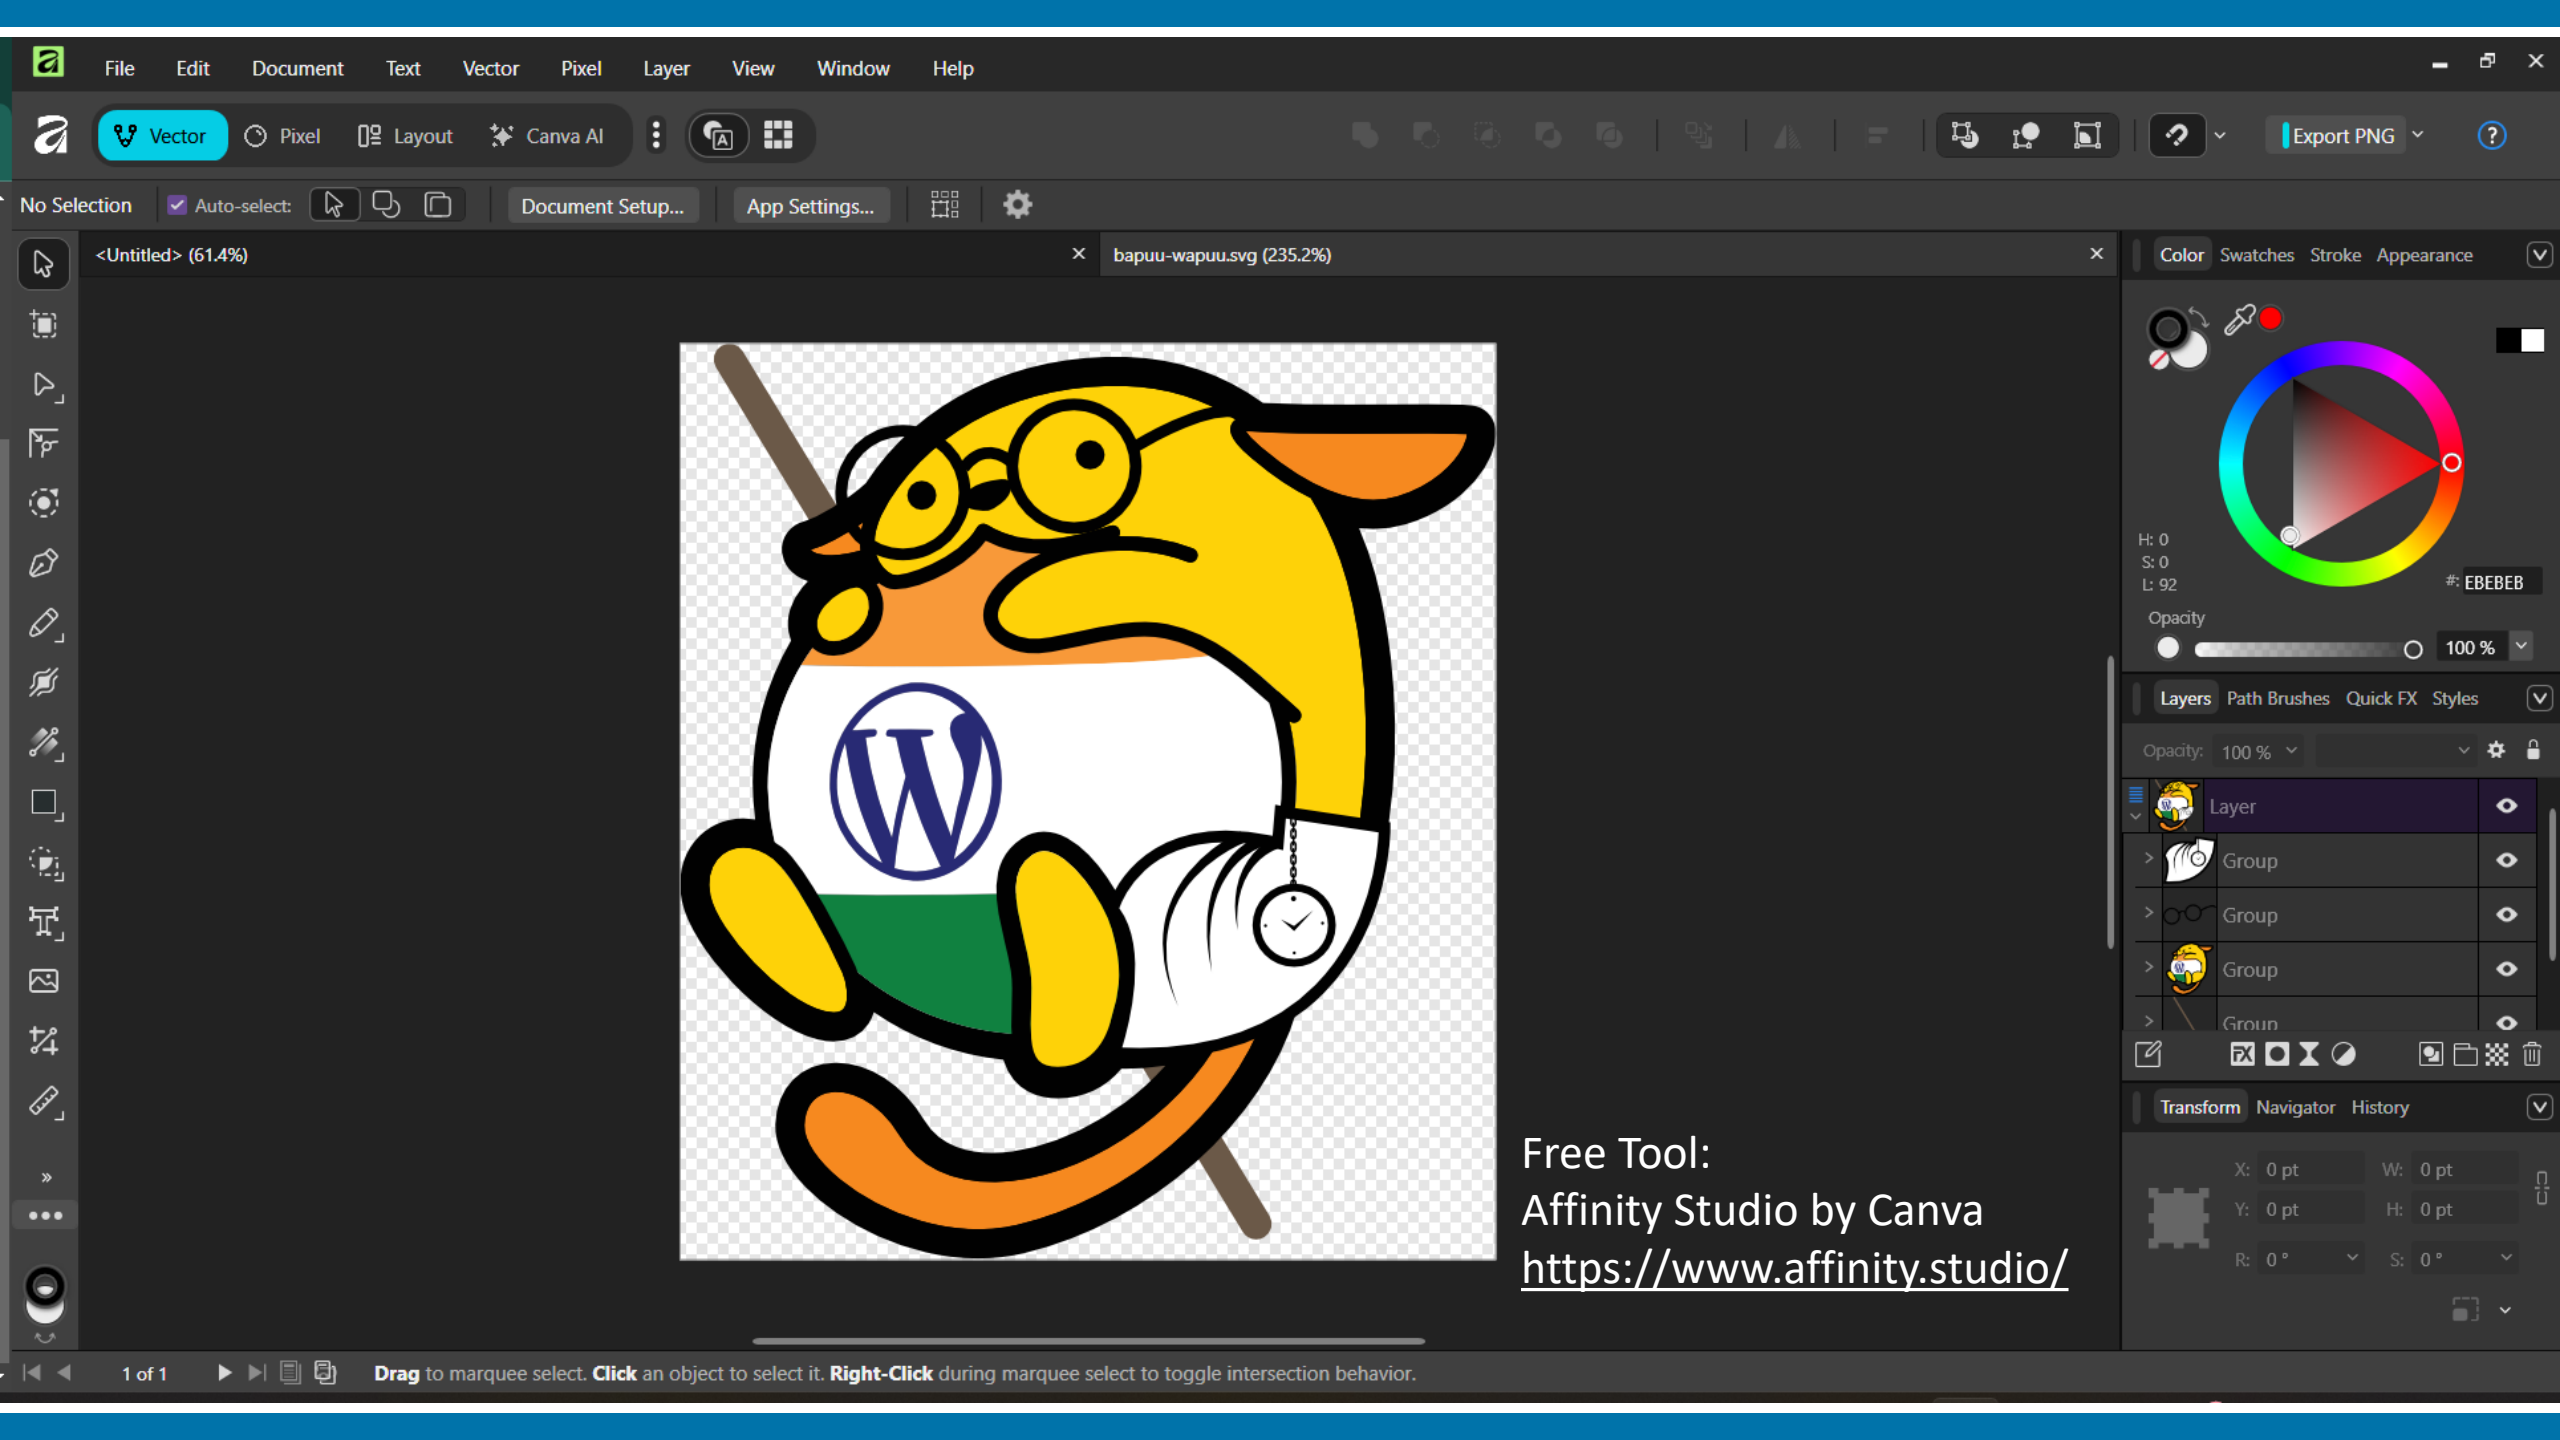 File Edit Document Text Vector Pixel Layer View Window Help
Vector Pixel Layout Canva AI Export PNG
No Selection Auto-select: Document Setup... App Settings...
<Untitled> (61.4%) bapuu-wapuu.svg (235.2%)
Color Swatches Stroke Appearance
H: 0
S: 0
L: 92
#: EBEBEB
Opacity
100 %
Layers Path Brushes Quick FX Styles
Opacity: 100 %
Layer
Group
Group
Group
Group
Transform Navigator History
X: 0 pt W: 0 pt
Y: 0 pt H: 0 pt
R: 0 ° S: 0 °
W
Free Tool:
Affinity Studio by Canva
https://www.affinity.studio/
1 of 1 Drag to marquee select. Click an object to select it. Right-Click during marquee select to toggle intersection behavior.